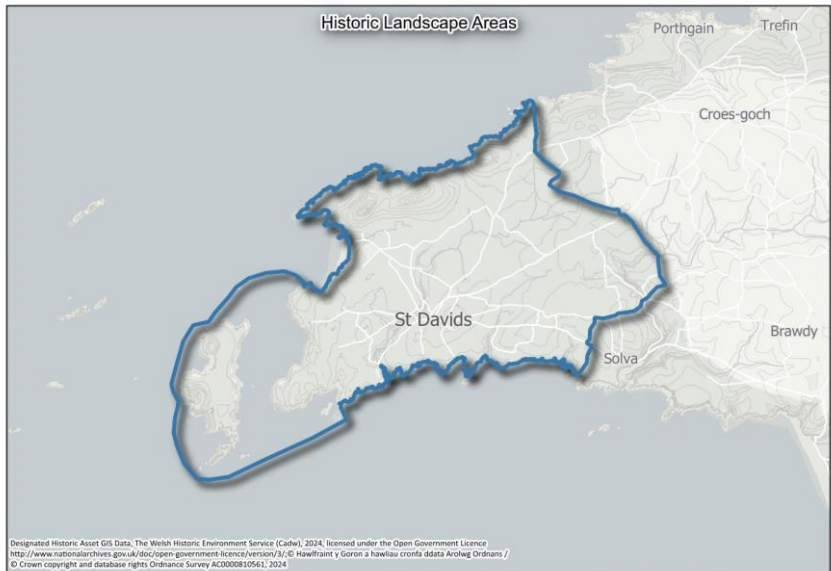 Historic Landscape Areas
Porthgain
Trefin
Croes-goch
St Davids
Brawdy
Solva
Designated Historic Asset GIS Data, The Welsh Historic Environment Service (Cadw), 2024, licensed under the Open Government Licence
http://www.nationalarchives.gov.uk/doc/open-government-licence/version/3/;© Hawlfraint y Goron a hawliau cronfa ddata Arolwg Ordnans /
© Crown copyright and database rights Ordnance Survey AC0000810561, 2024